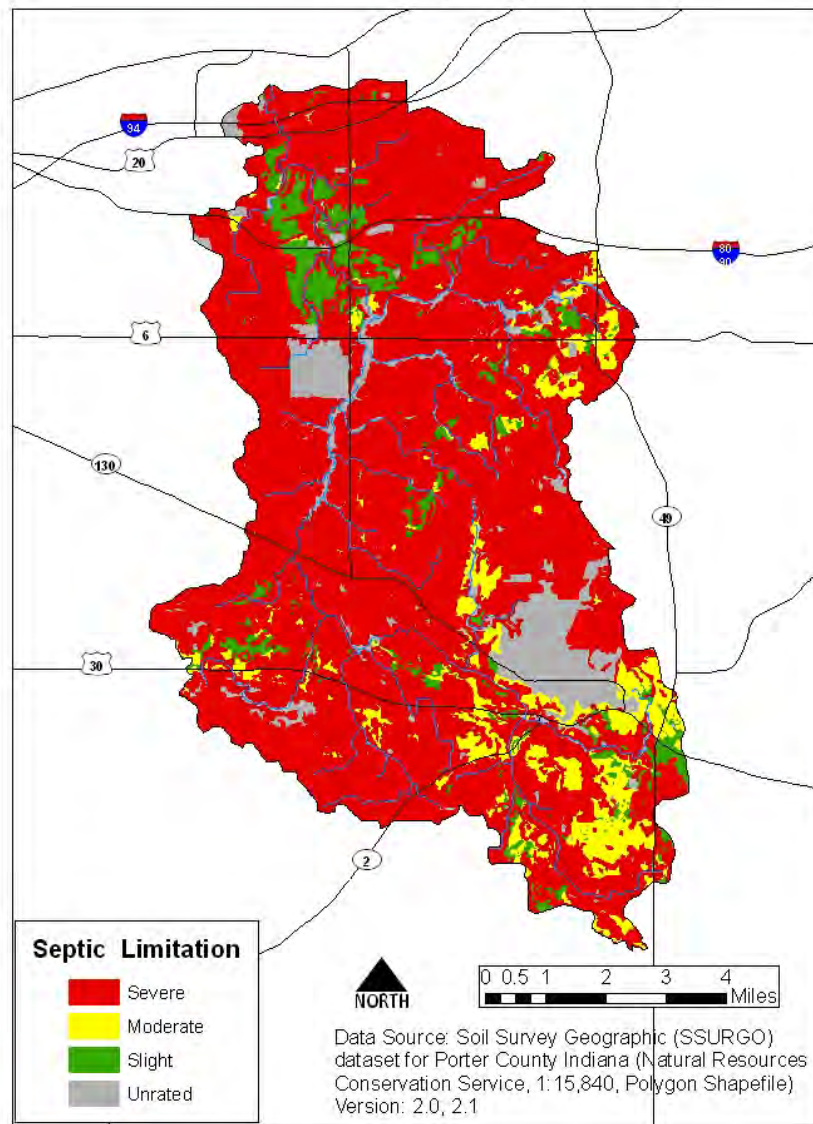 94
20
80
90
6
130
49
30
2
Septic Limitation
Severe
Moderate
Slight
Unrated
NORTH
0 0.5 1 2 3 4
Miles
Data Source: Soil Survey Geographic (SSURGO)
dataset for Porter County Indiana (Natural Resources
Conservation Service, 1:15,840, Polygon Shapefile)
Version: 2.0, 2.1